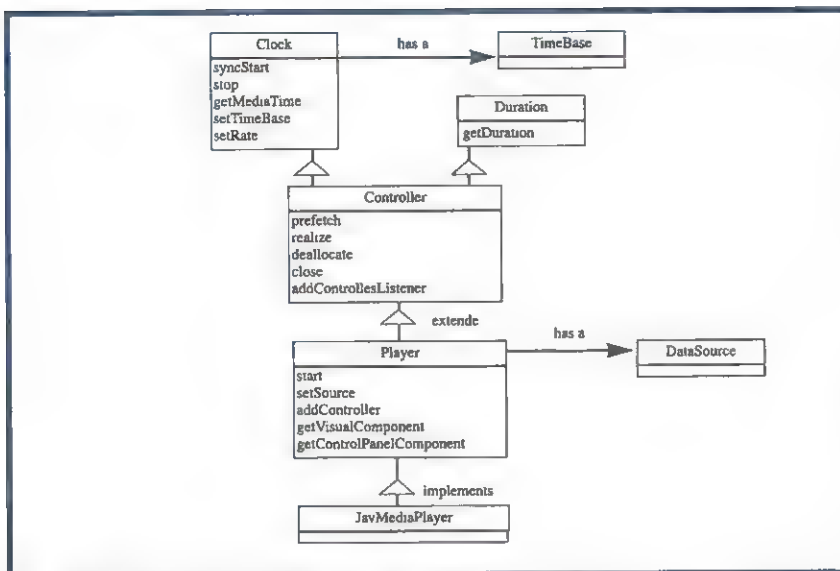 Clock
has a
TimeBase
syncStart
stop
getMediaTime
setTimeBase
setRate
Duration
getDuration
Controller
prefetch
realize
deallocate
close
addControllesListener
extende
Player
has a
DataSource
start
setSource
addController
getVisualComponent
getControlPanelComponent
implements
JavMediaPlayer